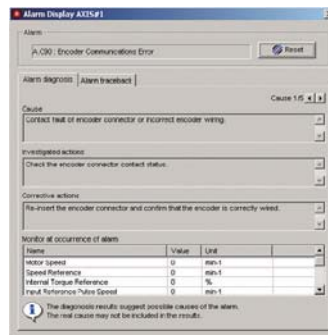 Alarm Display AXIS#1
Alarm
A.C90 : Encoder Communications Error
Reset
Alarm diagnosis
Alarm traceback
Cause 1/5
Cause
Contact fault of encoder connector or incorrect encoder wiring.
Investigated actions
Check the encoder connector contact status.
Corrective actions
Re-insert the encoder connector and confirm that the encoder is correctly wired.
Monitor at occurrence of alarm
Name Value Unit
Motor Speed 0 min-1
Speed Reference 0 min-1
Internal Torque Reference 0 %
Input Reference Pulse Speed 0 min-1
The diagnosis results suggest possible causes of the alarm.
The real cause may not be included in the results.